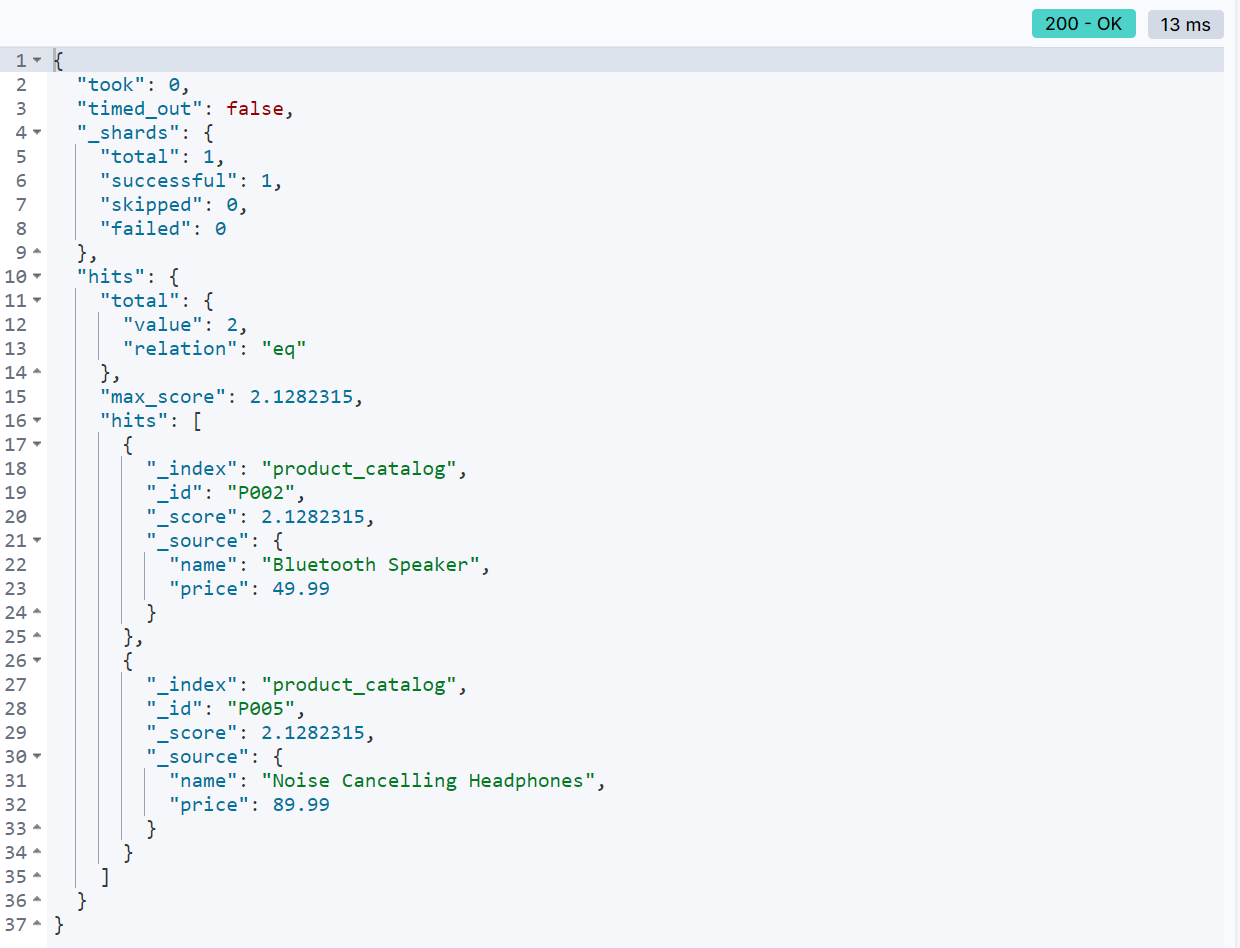 200 - OK 13 ms
1 {
2 "took": 0,
3 "timed_out": false,
4 "_shards": {
5 "total": 1,
6 "successful": 1,
7 "skipped": 0,
8 "failed": 0
9 },
10 "hits": {
11 "total": {
12 "value": 2,
13 "relation": "eq"
14 },
15 "max_score": 2.1282315,
16 "hits": [
17 {
18 "_index": "product_catalog",
19 "_id": "P002",
20 "_score": 2.1282315,
21 "_source": {
22 "name": "Bluetooth Speaker",
23 "price": 49.99
24 }
25 },
26 {
27 "_index": "product_catalog",
28 "_id": "P005",
29 "_score": 2.1282315,
30 "_source": {
31 "name": "Noise Cancelling Headphones",
32 "price": 89.99
33 }
34 }
35 ]
36 }
37 }